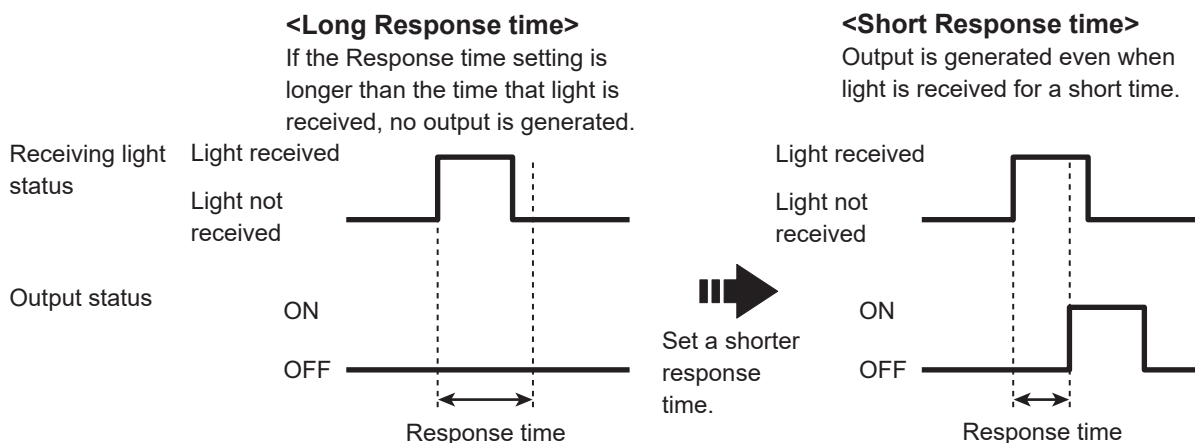 <Long Response time>
If the Response time setting is
longer than the time that light is
received, no output is generated.
<Short Response time>
Output is generated even when
light is received for a short time.
Receiving light
status
Light received
Light not
received
Light received
Light not
received
Output status
ON
OFF
Response time
Set a shorter
response
time.
ON
OFF
Response time